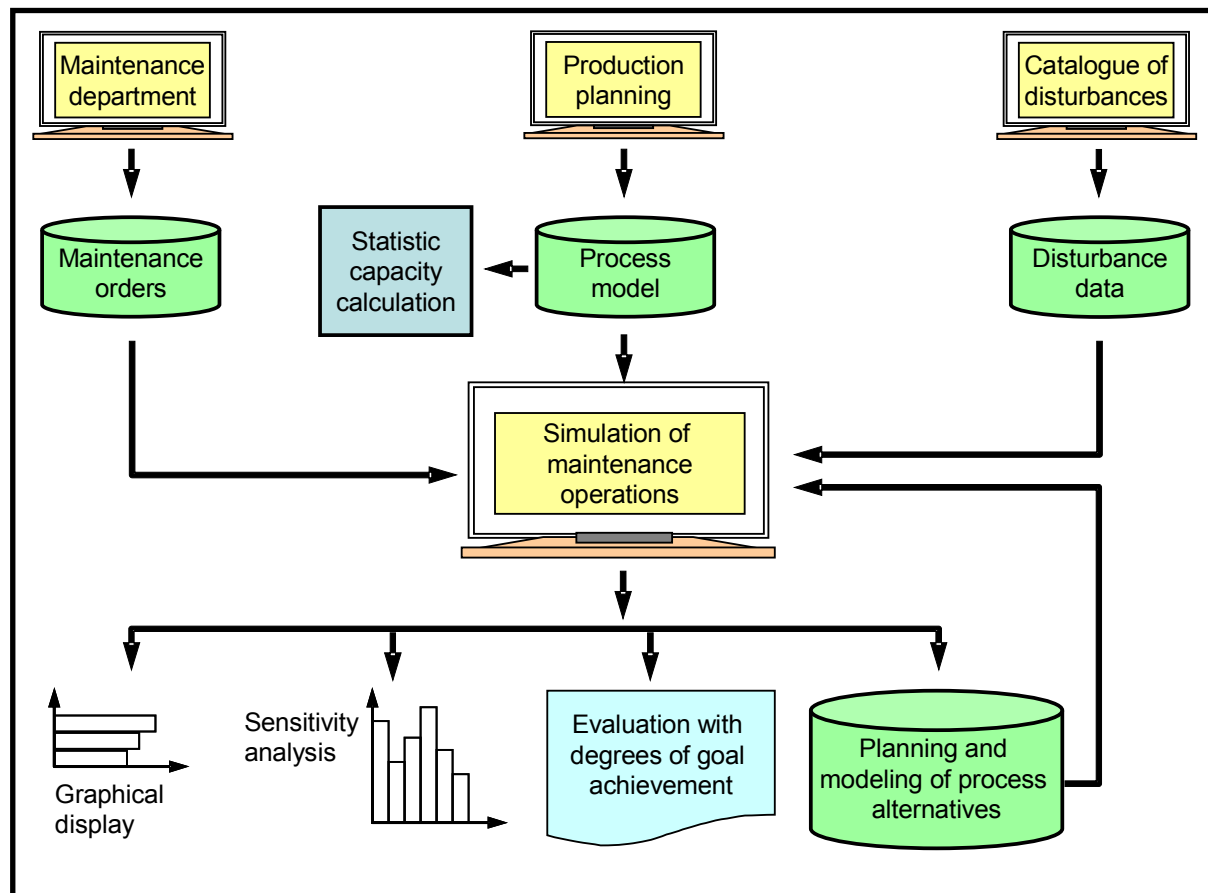 Maintenance
department
Production
planning
Catalogue of
disturbances
Maintenance
orders
Statistic
capacity
calculation
Process
model
Disturbance
data
Simulation of
maintenance
operations
Graphical
display
Sensitivity
analysis
Evaluation with
degrees of goal
achievement
Planning and
modeling of process
alternatives